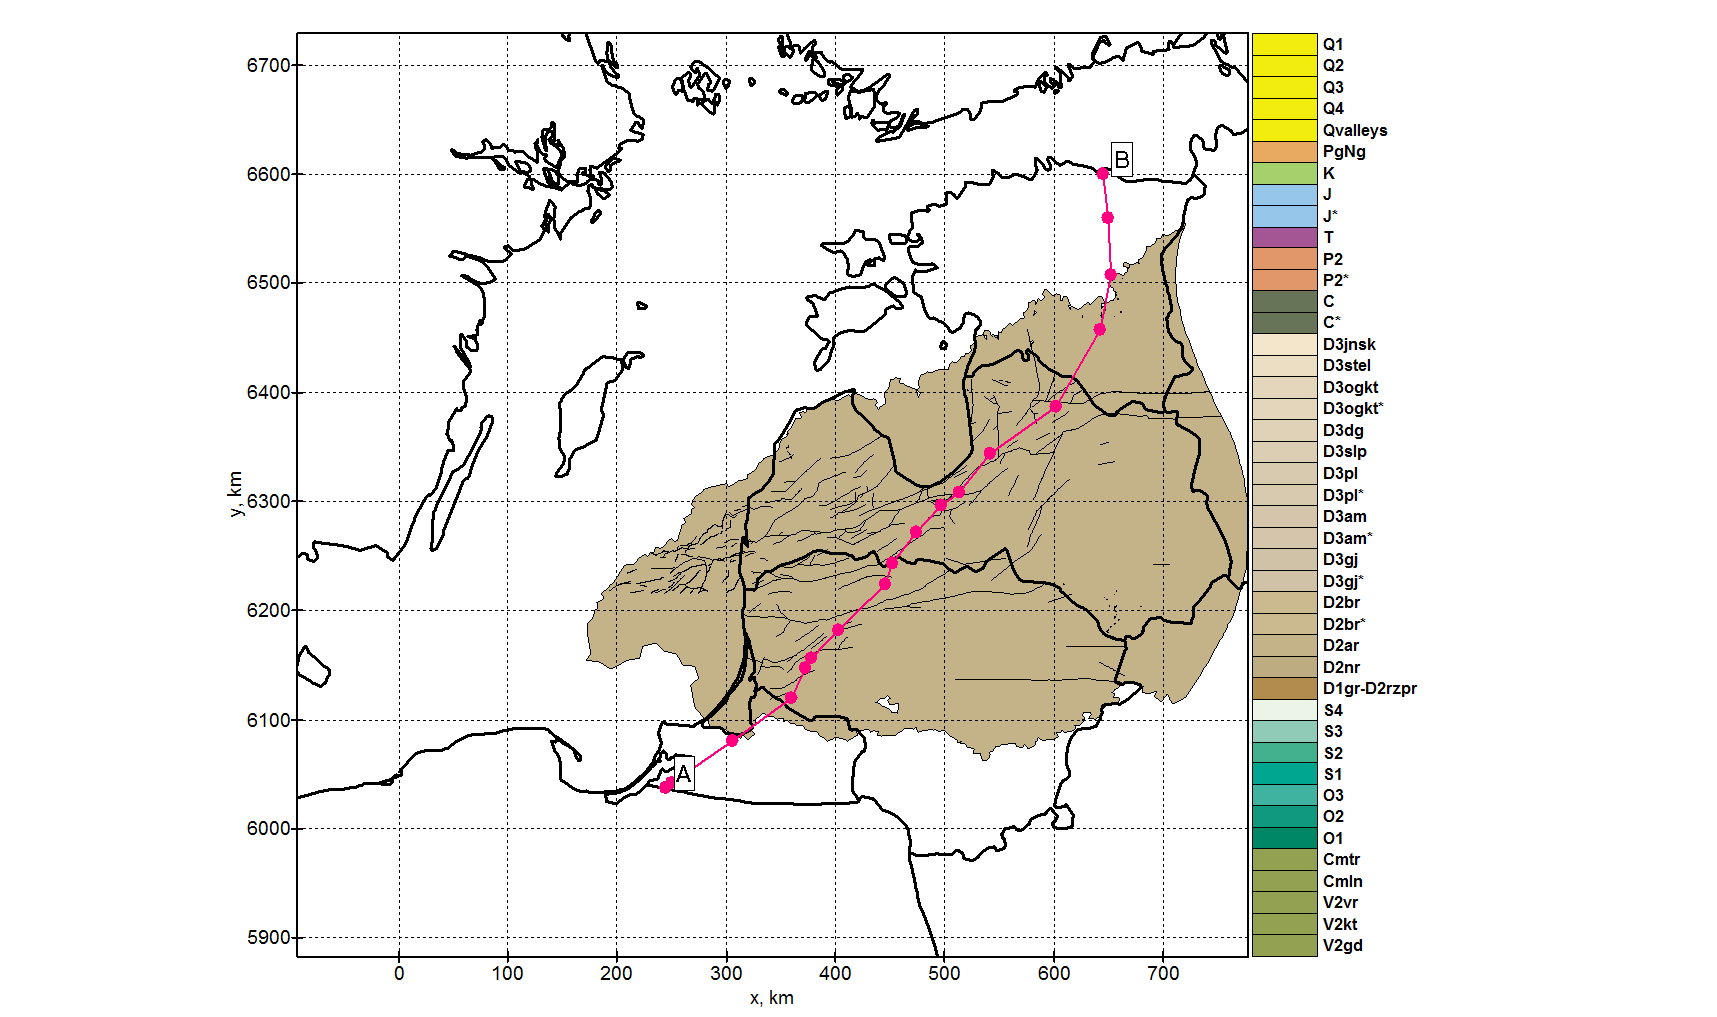 6700
6600
6500
6400
6300
6200
6100
6000
5900
y, km
0 100 200 300 400 500 600 700
x, km
A
B
Q1
Q2
Q3
Q4
Qvalleys
PgNg
K
J
J*
T
P2
P2*
C
C*
D3jnsk
D3stel
D3ogkt
D3ogkt*
D3dg
D3slp
D3pl
D3pl*
D3am
D3am*
D3gj
D3gj*
D2br
D2br*
D2ar
D2nr
D1gr-D2rzpr
S4
S3
S2
S1
O3
O2
O1
Cmtr
Cmln
V2vr
V2kt
V2gd